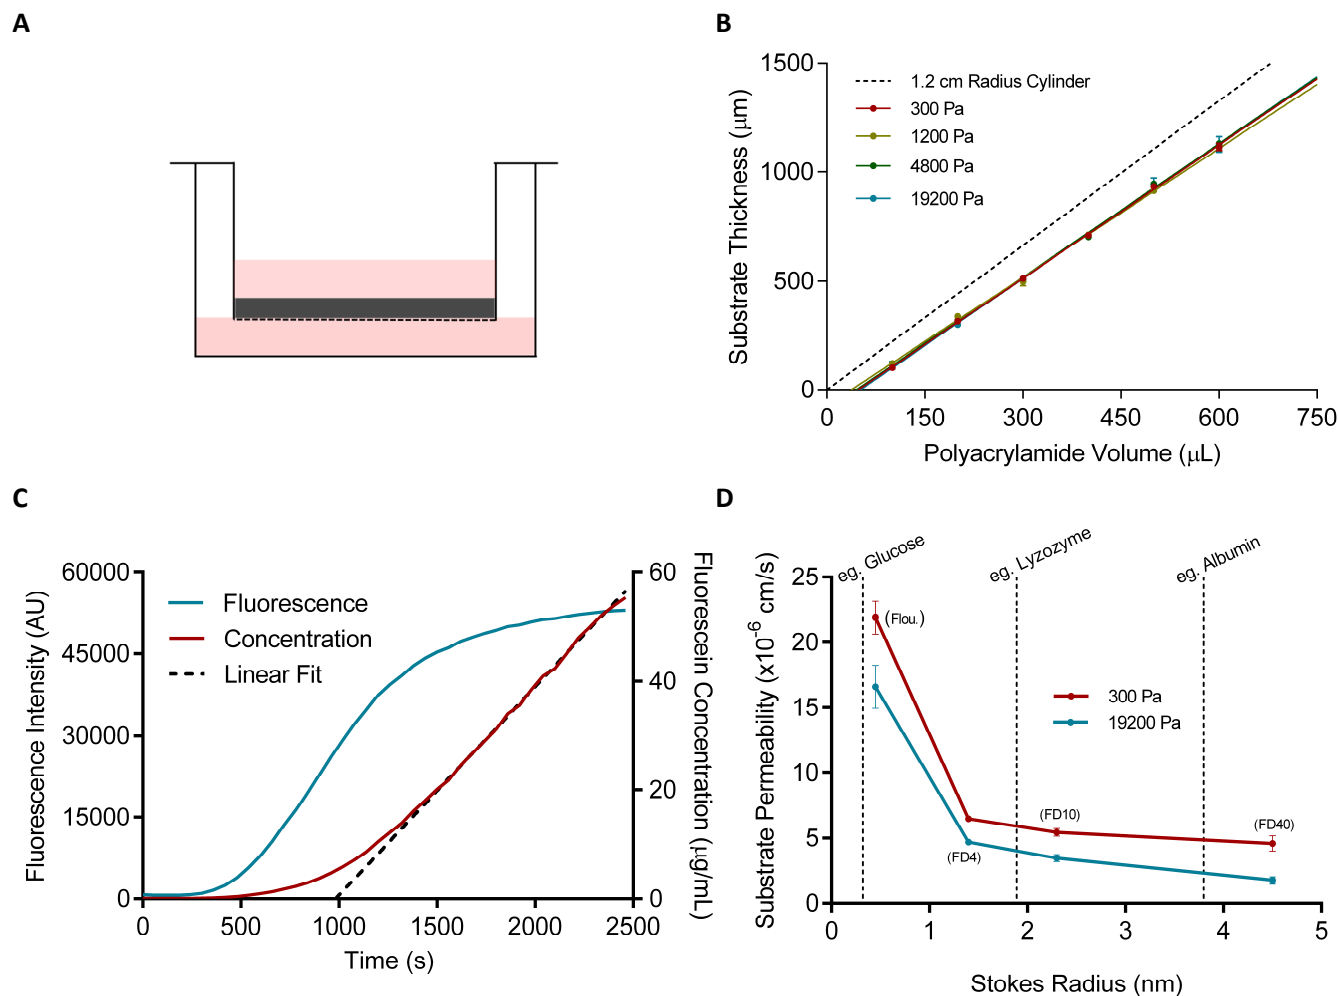 A
B
1500
1000
500
0
0
150
300
450
600
750
Substrate Thickness (μm)
Polyacrylamide Volume (μL)
1.2 cm Radius Cylinder
300 Pa
1200 Pa
4800 Pa
19200 Pa
C
60000
45000
30000
15000
0
60
40
20
0
0
500
1000
1500
2000
2500
Fluorescence Intensity (AU)
Fluorescein Concentration (μg/mL)
Time (s)
Fluorescence
Concentration
Linear Fit
D
eg. Glucose
eg. Lyzozyme
eg. Albumin
25
20
15
10
5
0
0
1
2
3
4
5
Substrate Permeability (x10⁻⁶ cm/s)
Stokes Radius (nm)
(Flou.)
300 Pa
19200 Pa
(FD4)
(FD10)
(FD40)